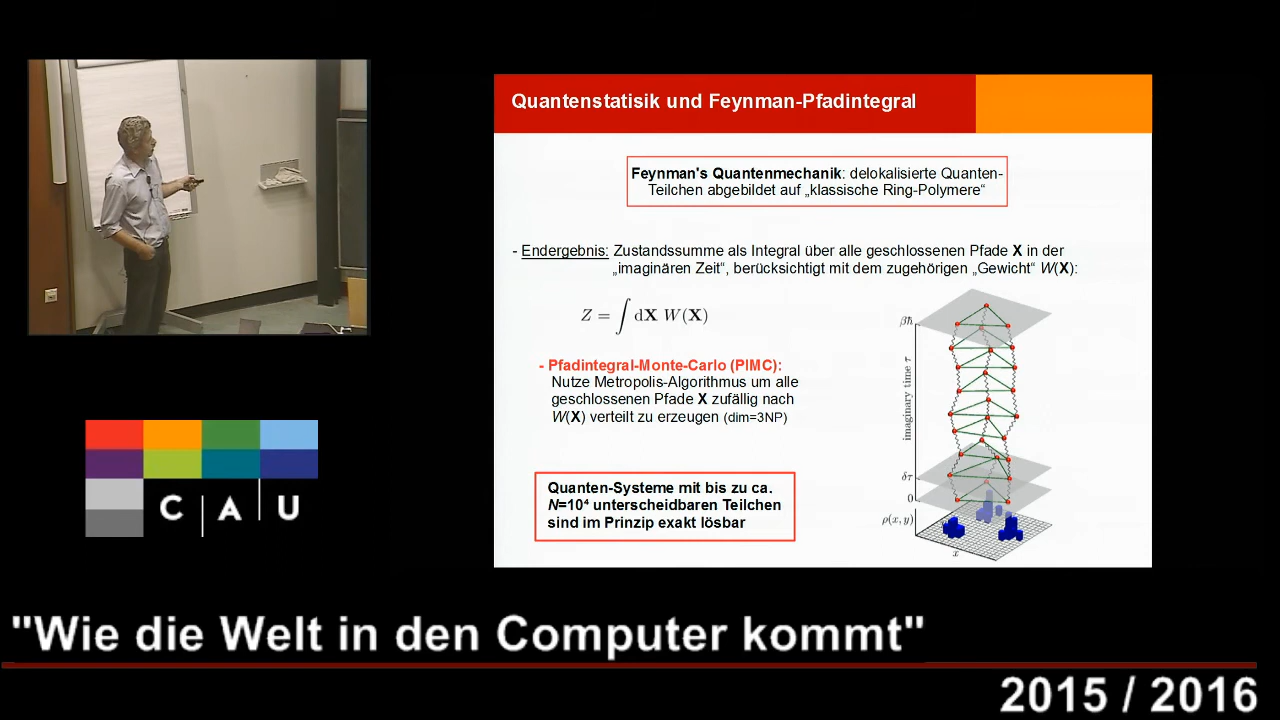 Quantenstatisik und Feynman-Pfadintegral
Feynman's Quantenmechanik: delokalisierte Quanten-
Teilchen abgebildet auf „klassische Ring-Polymere“
- Endergebnis: Zustandssumme als Integral über alle geschlossenen Pfade X in der
„imaginären Zeit“, berücksichtigt mit dem zugehörigen „Gewicht“ W(X):
Z = ∫ dX W(X)
- Pfadintegral-Monte-Carlo (PIMC):
Nutze Metropolis-Algorithmus um alle
geschlossenen Pfade X zufällig nach
W(X) verteilt zu erzeugen (dim=3NP)
Quanten-Systeme mit bis zu ca.
N=10⁴ unterscheidbaren Teilchen
sind im Prinzip exakt lösbar
βħ
imaginary time τ
δτ
0
ρ(x, y)
x
C A U
"Wie die Welt in den Computer kommt"
2015 / 2016